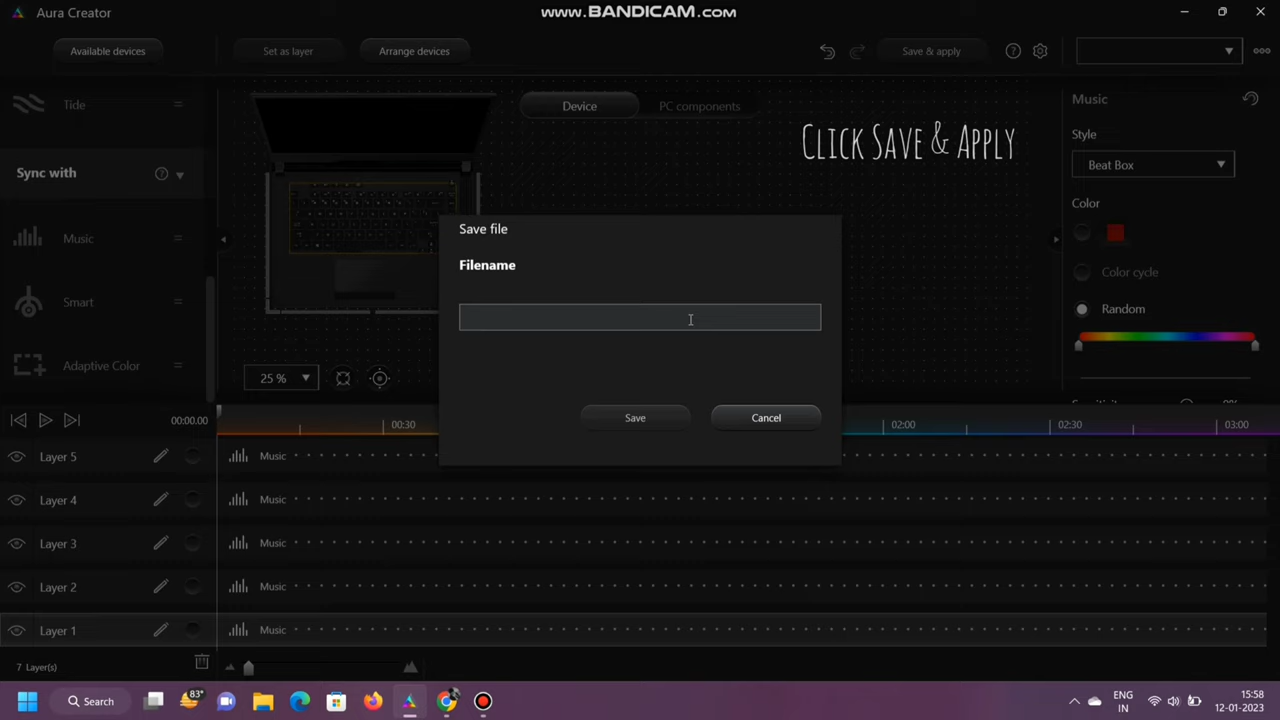 www.BANDICAM.com
Aura Creator
Available devices
Set as layer
Arrange devices
Save & apply
Tide
Device
PC components
Music
CLICK SAVE & APPLY
Style
Sync with
Beat Box
Color
Save file
Music
Filename
Color cycle
Smart
Random
Adaptive Color
25 %
Save
Cancel
00:00.00
00:30
02:00
02:30
03:00
Layer 5
Music
Layer 4
Music
Layer 3
Music
Layer 2
Music
Layer 1
Music
7 Layer(s)
83°
Search
ENG
IN
15:58
12-01-2023